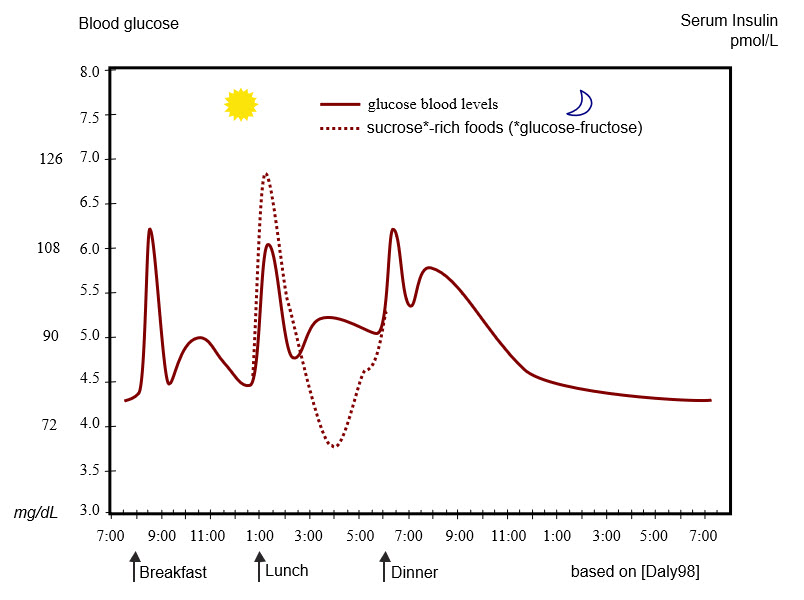 Blood glucose
Serum Insulin
pmol/L
glucose blood levels
sucrose*-rich foods (*glucose-fructose)
8.0
7.5
126 7.0
6.5
108 6.0
5.5
90 5.0
4.5
72 4.0
3.5
mg/dL 3.0
7:00 9:00 11:00 1:00 3:00 5:00 7:00 9:00 11:00 1:00 3:00 5:00 7:00
Breakfast Lunch Dinner based on [Daly98]